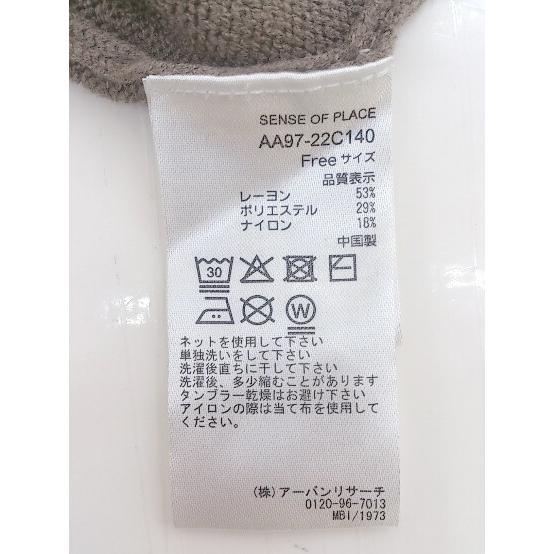 SENSE OF PLACE
AA97-22C140
Free サイズ
品質表示
レーヨン 53%
ポリエステル 29%
ナイロン 18%
中国製
30
W
ネットを使用して下さい
単独洗いをして下さい
洗濯後直ちに干して下さい
洗濯後、多少縮むことがあります
タンブラー乾燥はお避け下さい
アイロンの際は当て布を使用して
ください。
(株)アーバンリサーチ
0120-96-7013
MBI/1973